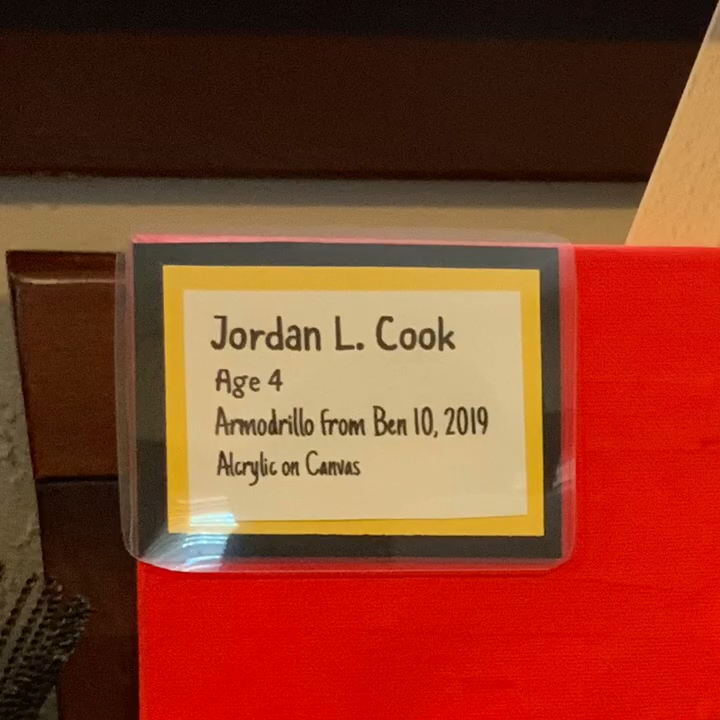 Jordan L. Cook
Age 4
Armodrillo from Ben 10, 2019
Alcrylic on Canvas